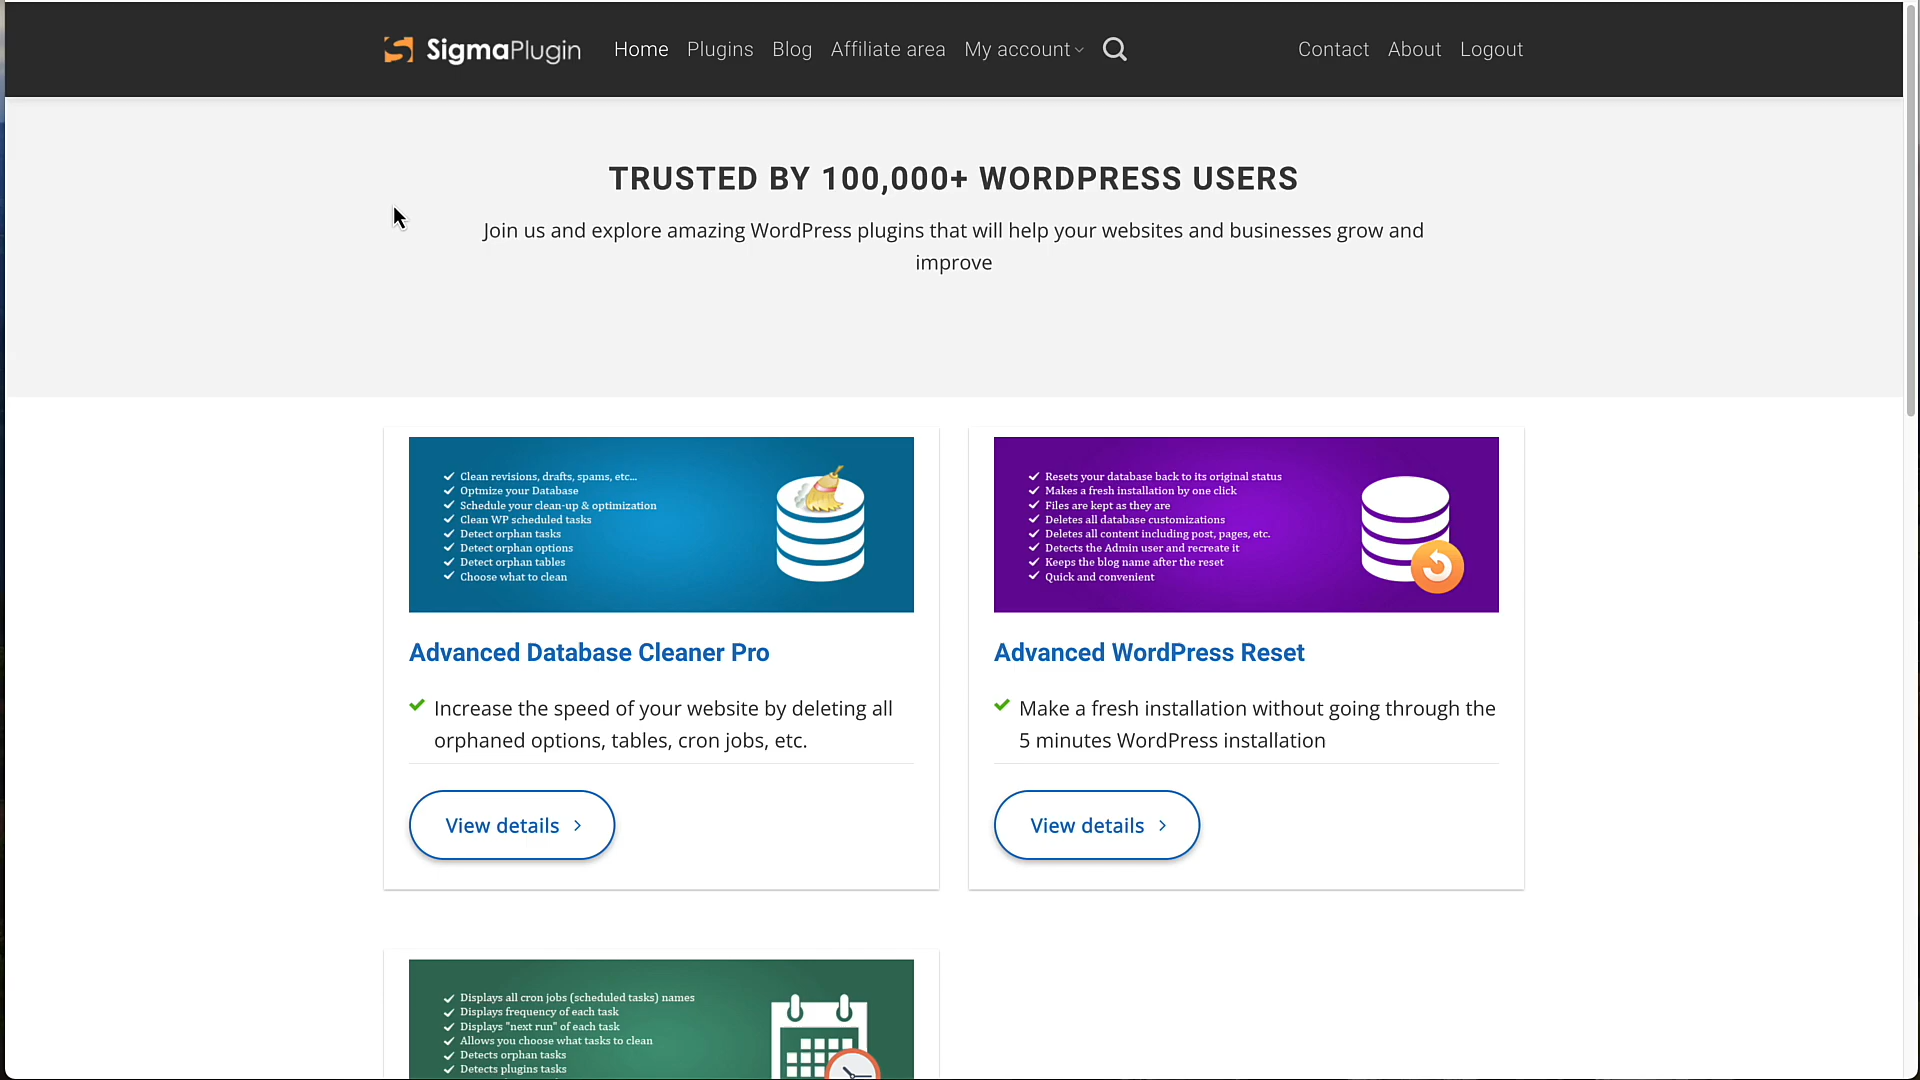 SigmaPlugin Home Plugins Blog Affiliate area My account Contact About Logout
TRUSTED BY 100,000+ WORDPRESS USERS
Join us and explore amazing WordPress plugins that will help your websites and businesses grow and
improve
Clean revisions, drafts, spams, etc...
Optmize your Database
Schedule your clean-up & optimization
Clean WP scheduled tasks
Detect orphan tasks
Detect orphan options
Detect orphan tables
Choose what to clean
Advanced Database Cleaner Pro
Increase the speed of your website by deleting all
orphaned options, tables, cron jobs, etc.
View details
Resets your database back to its original status
Makes a fresh installation by one click
Files are kept as they are
Deletes all database customizations
Deletes all content including post, pages, etc.
Detects the Admin user and recreate it
Keeps the blog name after the reset
Quick and convenient
Advanced WordPress Reset
Make a fresh installation without going through the
5 minutes WordPress installation
View details
Displays all cron jobs (scheduled tasks) names
Displays frequency of each task
Displays "next run" of each task
Allows you choose what tasks to clean
Detects orphan tasks
Detects plugins tasks